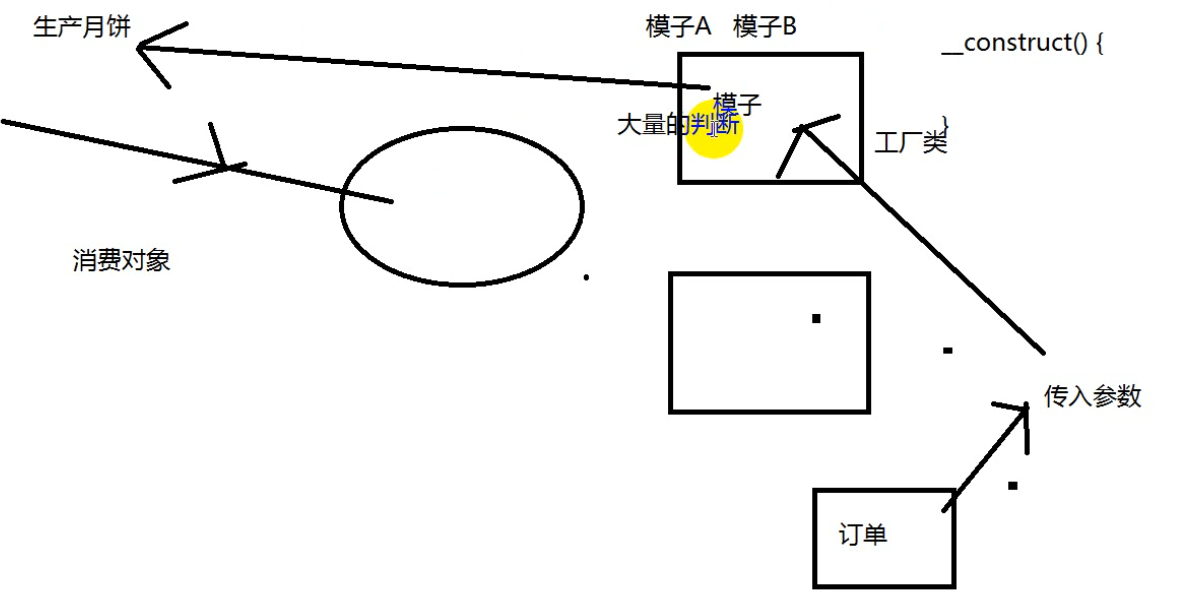 生产月饼
模子A 模子B
__construct() {
模子
大量的判断
}
工厂类
消费对象
传入参数
订单